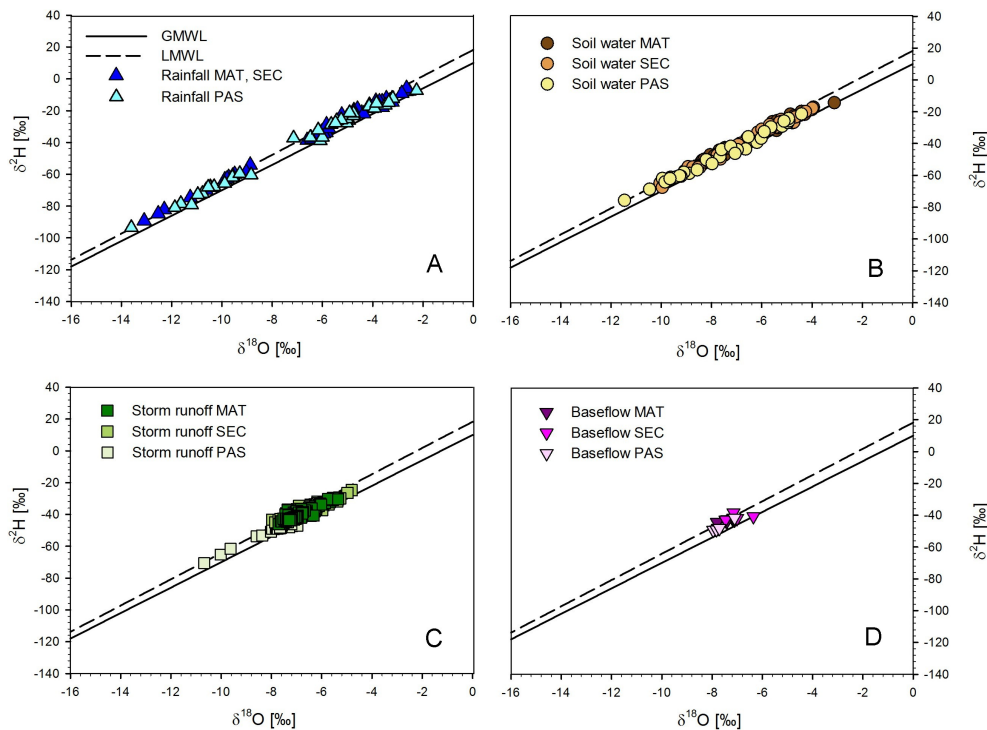 40
20
0
-20
-40
-60
-80
-100
-120
-140
δ²H [‰]
GMWL
LMWL
Rainfall MAT, SEC
Rainfall PAS
A
-16 -14 -12 -10 -8 -6 -4 -2 0
δ¹⁸O [‰]
Soil water MAT
Soil water SEC
Soil water PAS
B
40
20
0
-20
-40
-60
-80
-100
-120
-140
δ²H [‰]
-16 -14 -12 -10 -8 -6 -4 -2 0
δ¹⁸O [‰]
40
20
0
-20
-40
-60
-80
-100
-120
-140
δ²H [‰]
Storm runoff MAT
Storm runoff SEC
Storm runoff PAS
C
-16 -14 -12 -10 -8 -6 -4 -2 0
δ¹⁸O [‰]
Baseflow MAT
Baseflow SEC
Baseflow PAS
D
40
20
0
-20
-40
-60
-80
-100
-120
-140
δ²H [‰]
-16 -14 -12 -10 -8 -6 -4 -2 0
δ¹⁸O [‰]